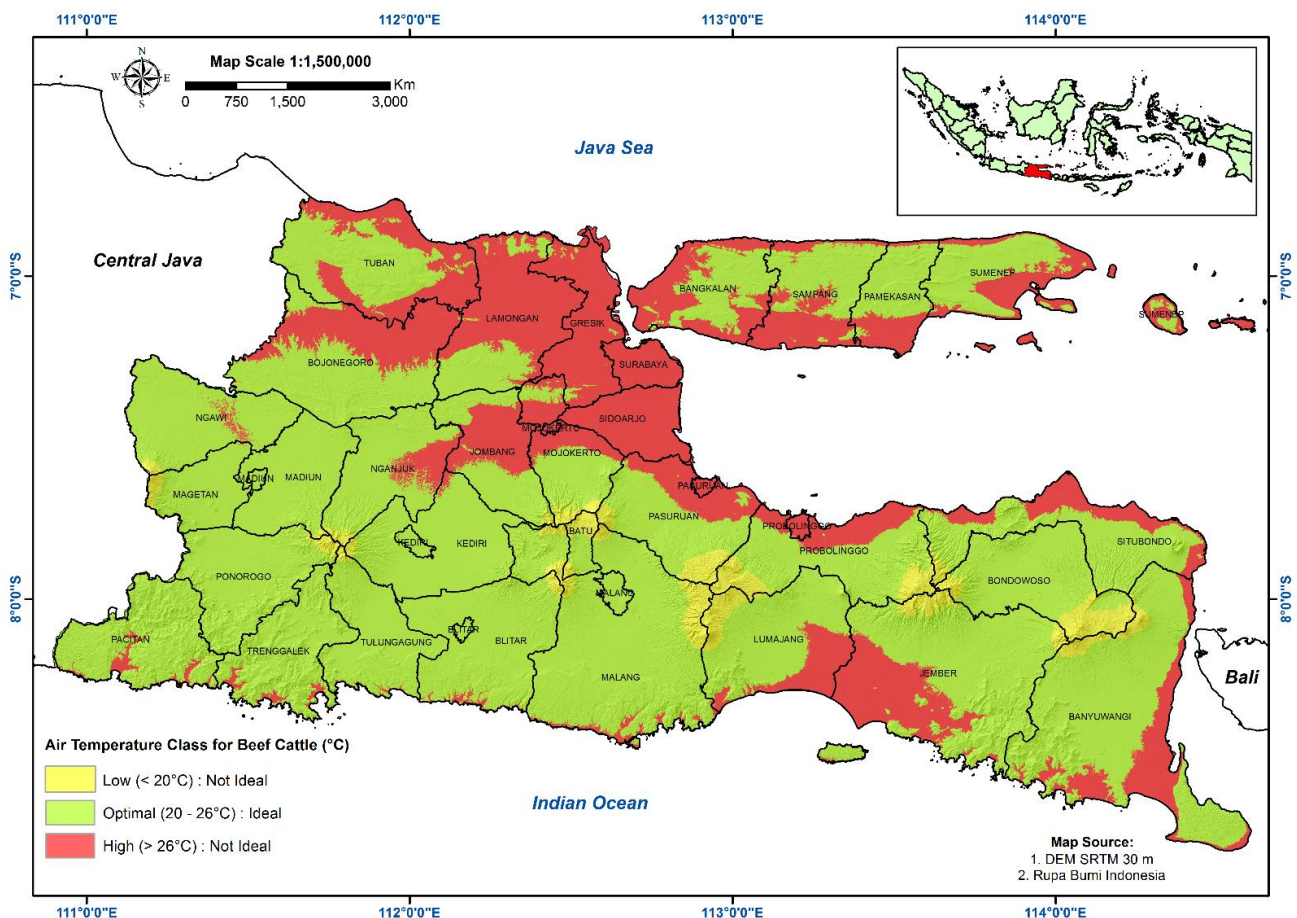 111°0'0"E 112°0'0"E 113°0'0"E 114°0'0"E
N
W E
S
Map Scale 1:1,500,000
Km
0 750 1,500 3,000
Java Sea
Central Java
7°0'0"S
7°0'0"S
TUBAN
BANGKALAN
SAMPANG
PAMEKASAN
SUMENEP
SUMENEP
LAMONGAN
GRESIK
BOJONEGORO
SURABAYA
NGAWI
SIDOARJO
MOJOKERTO
JOMBANG
MOJOKERTO
NGANJUK
MADIUN
MADIUN
MAGETAN
PASURUAN
PASURUAN
PROBOLINGGO
PROBOLINGGO
BATU
KEDIRI
KEDIRI
SITUBONDO
BONDOWOSO
PONOROGO
MALANG
8°0'0"S
8°0'0"S
PACITAN
TRENGGALEK
TULUNGAGUNG
BLITAR
BLITAR
LUMAJANG
MALANG
JEMBER
BANYUWANGI
Bali
Air Temperature Class for Beef Cattle (°C)
Low (< 20°C) : Not Ideal
Optimal (20 - 26°C) : Ideal
High (> 26°C) : Not Ideal
Indian Ocean
Map Source:
1. DEM SRTM 30 m
2. Rupa Bumi Indonesia
111°0'0"E 112°0'0"E 113°0'0"E 114°0'0"E